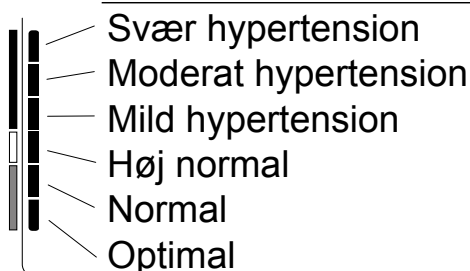 Svær hypertension
Moderat hypertension
Mild hypertension
Høj normal
Normal
Optimal